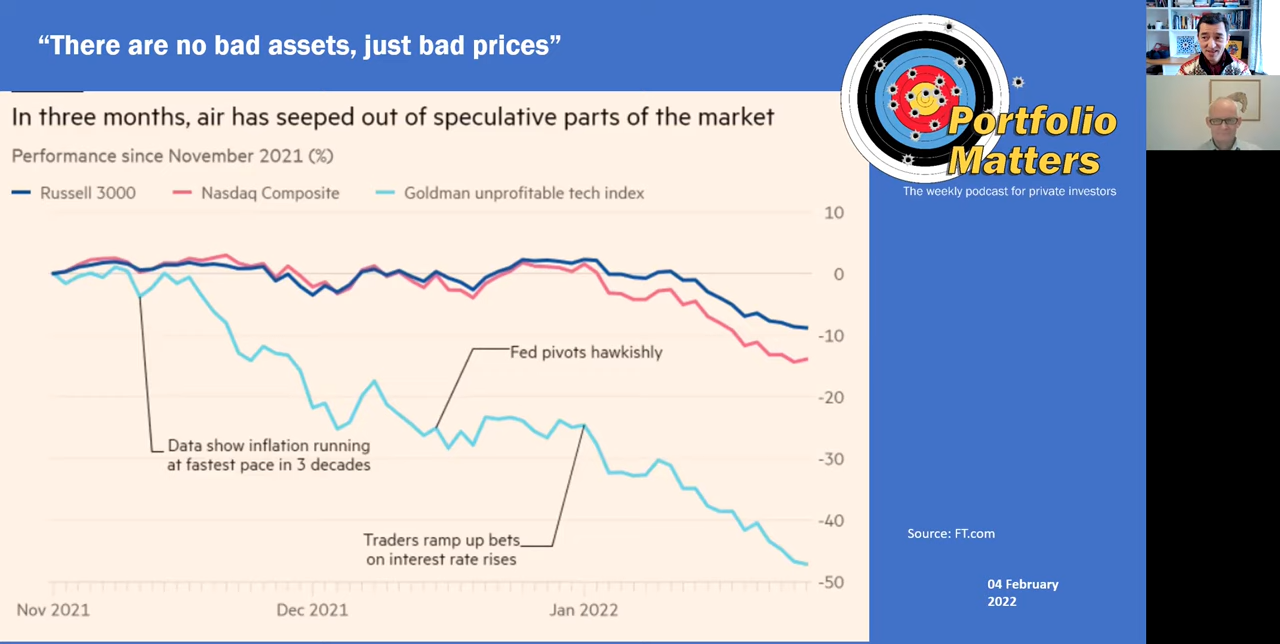 “There are no bad assets, just bad prices”
Portfolio
Matters
The weekly podcast for private investors
In three months, air has seeped out of speculative parts of the market
Performance since November 2021 (%)
Russell 3000 Nasdaq Composite Goldman unprofitable tech index
10
0
-10
Fed pivots hawkishly
-20
Data show inflation running
at fastest pace in 3 decades
-30
-40
Traders ramp up bets
on interest rate rises
-50
Nov 2021 Dec 2021 Jan 2022
Source: FT.com
04 February
2022